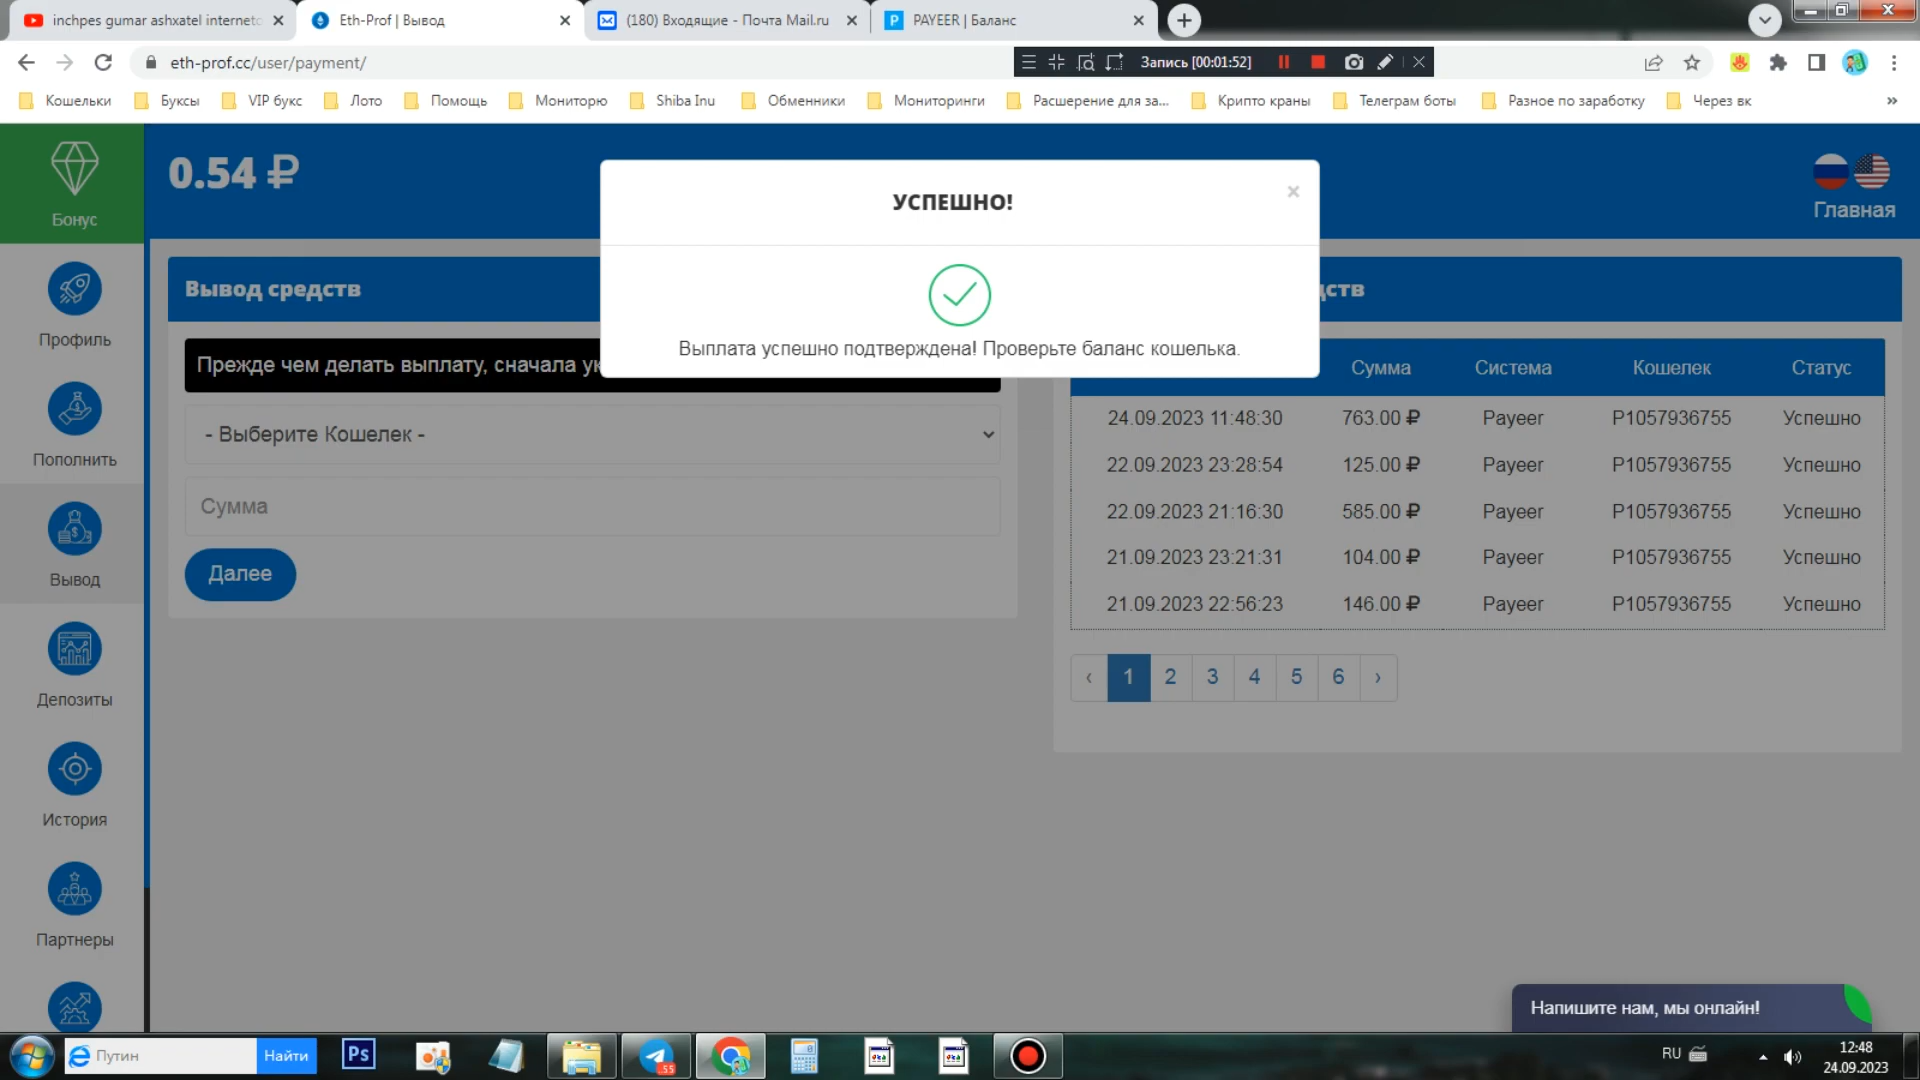 inchpes gumar ashxatel interneto
Eth-Prof | Вывод
(180) Входящие - Почта Mail.ru
PAYEER | Баланс
eth-prof.cc/user/payment/
Запись [00:01:52]
Кошельки
Буксы
VIP букс
Лото
Помощь
Мониторю
Shiba Inu
Обменники
Мониторинги
Расшерение для за...
Крипто краны
Телеграм боты
Разное по заработку
Через вк
»
Бонус
0.54 ₽
Главная
УСПЕШНО!
×
Выплата успешно подтверждена! Проверьте баланс кошелька.
Профиль
Пополнить
Вывод
Депозиты
История
Партнеры
Вывод средств
Прежде чем делать выплату, сначала ук
- Выберите Кошелек -
Сумма
Далее
дств
Сумма Система Кошелек Статус
24.09.2023 11:48:30 763.00 ₽ Payeer P1057936755 Успешно
22.09.2023 23:28:54 125.00 ₽ Payeer P1057936755 Успешно
22.09.2023 21:16:30 585.00 ₽ Payeer P1057936755 Успешно
21.09.2023 23:21:31 104.00 ₽ Payeer P1057936755 Успешно
21.09.2023 22:56:23 146.00 ₽ Payeer P1057936755 Успешно
‹ 1 2 3 4 5 6 ›
Напишите нам, мы онлайн!
Путин
Найти
Ps
55
RU
12:48
24.09.2023